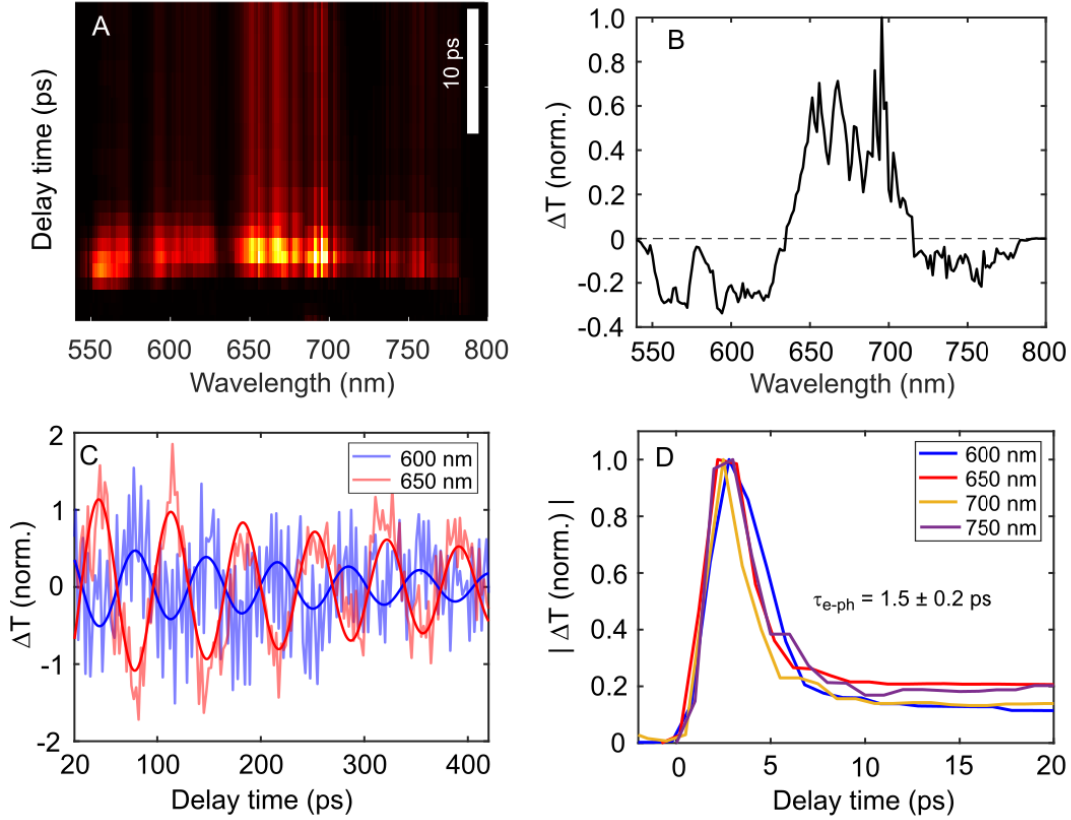 A
10 ps
Delay time (ps)
550 600 650 700 750 800
Wavelength (nm)
B
1.0
0.8
0.6
0.4
0.2
0
-0.2
-0.4
ΔT (norm.)
550 600 650 700 750 800
Wavelength (nm)
C
600 nm
650 nm
2
1
0
-1
-2
ΔT (norm.)
20 100 200 300 400
Delay time (ps)
D
600 nm
650 nm
700 nm
750 nm
τe-ph = 1.5 ± 0.2 ps
1.0
0.8
0.6
0.4
0.2
0
| ΔT (norm.) |
0 5 10 15 20
Delay time (ps)